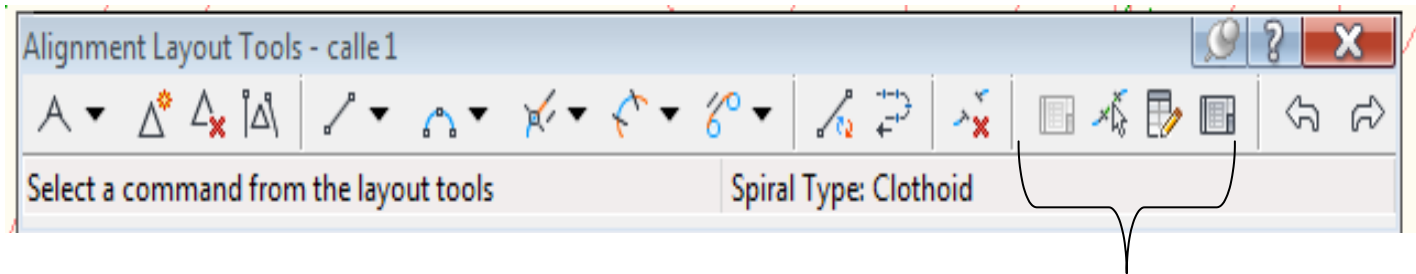 Alignment Layout Tools - calle 1
Select a command from the layout tools
Spiral Type: Clothoid